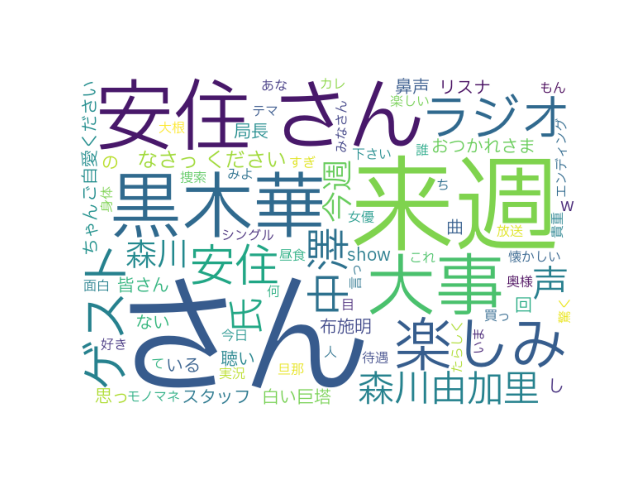 あな
カレ
鼻声
リスナ
もん
安住 さん
楽しい
ラジオ
大根
テマ
局長
みなさん
おつかれさま
エンディング
ちゃんご自愛ください
の
なさっ ください
すぎ
下さい
誰
黒木華
来週
身体
捜索
みよ
今週
女優
ち
w
貴重
放送
シングル
曲
森川
安住
中澤
昼食
show
これ
懐かしい
ゲスト
面白
皆さん
何
言っ
大事
奥様
声
氏
さん
目
買っ
回
誕
く
好き
ない
今日
布施明
楽しみ
いま
たらしく
て
いる
聴い
実況
旦那
人
待遇
森川由加里
し
思っ
モノマネ
スタッフ
白い巨塔